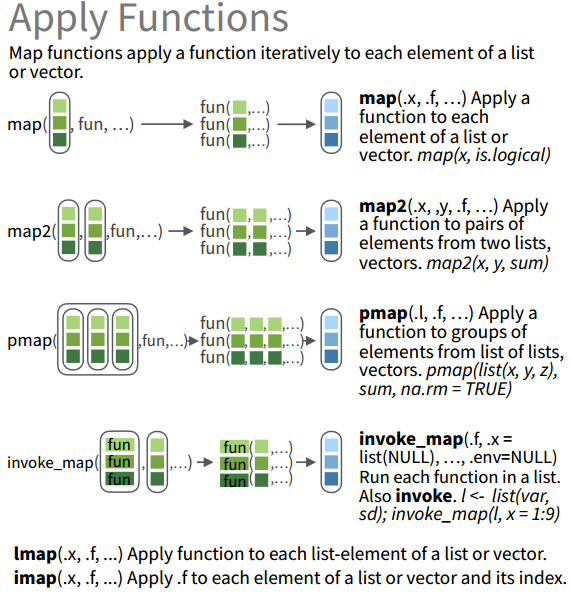 Apply Functions
Map functions apply a function iteratively to each element of a list
or vector.
map( , fun, …)
fun( ,…)
fun( ,…)
fun( ,…)
map(.x, .f, …) Apply a
function to each
element of a list or
vector. map(x, is.logical)
map2( , ,fun,…)
fun( , ,…)
fun( , ,…)
fun( , ,…)
map2(.x, ,y, .f, …) Apply
a function to pairs of
elements from two lists,
vectors. map2(x, y, sum)
pmap( ,fun,…)
fun( , , ,…)
fun( , , ,…)
fun( , , ,…)
pmap(.l, .f, …) Apply a
function to groups of
elements from list of lists,
vectors. pmap(list(x, y, z),
sum, na.rm = TRUE)
invoke_map( , ,…)
fun
fun
fun
fun( ,…)
fun( ,…)
fun( ,…)
invoke_map(.f, .x =
list(NULL), …, .env=NULL)
Run each function in a list.
Also invoke. l <- list(var,
sd); invoke_map(l, x = 1:9)
lmap(.x, .f, ...) Apply function to each list-element of a list or vector.
imap(.x, .f, ...) Apply .f to each element of a list or vector and its index.